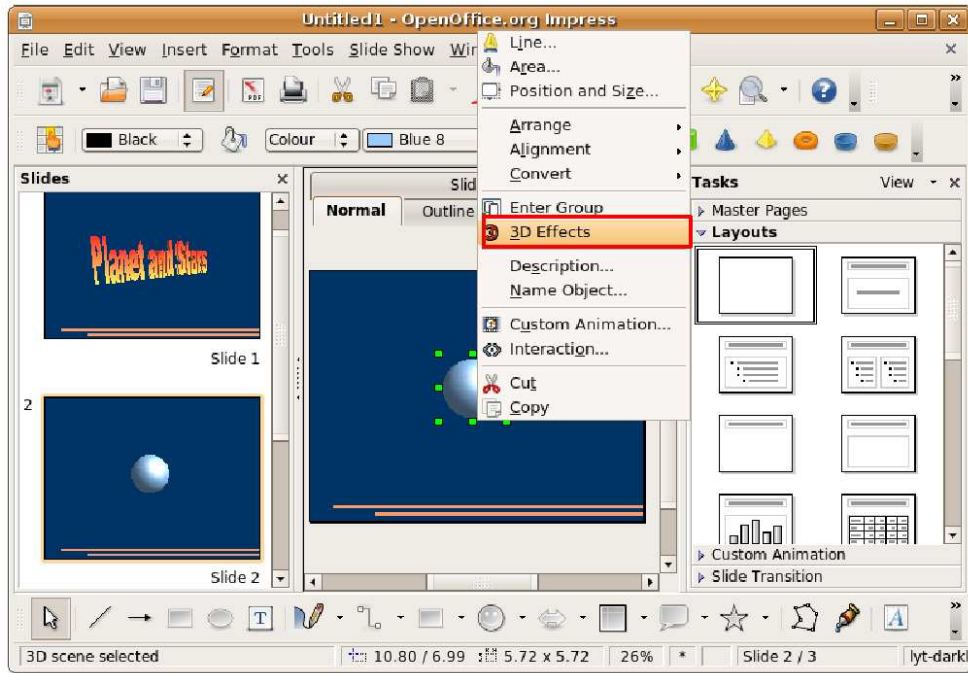 Untitled1 - OpenOffice.org Impress
File Edit View Insert Format Tools Slide Show
Line...
Area...
Position and Size...
Arrange
Alignment
Convert
Enter Group
3D Effects
Description...
Name Object...
Custom Animation...
Interaction...
Cut
Copy
PDF
Black
Colour
Blue 8
Slides
Planet and Stars
Slide 1
2
Slide 2
Normal
Outline
Tasks
View
Master Pages
Layouts
Custom Animation
Slide Transition
T
A
3D scene selected
10.80 / 6.99
5.72 x 5.72
26%
*
Slide 2 / 3
lyt-darkl